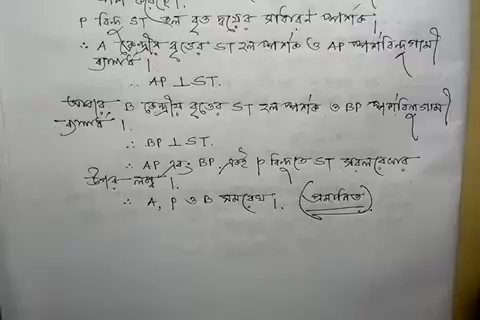 P বিন্দু ST হল বৃত্ত দ্বয়ের সাধারণ স্পর্শক।
∴ A কেন্দ্রীয় বৃত্তের ST হল স্পর্শক ও AP স্পর্শবিন্দুগামী
ব্যাসার্ধ।
∴ AP ⊥ ST.
আবার B কেন্দ্রীয় বৃত্তের ST হল স্পর্শক ও BP স্পর্শবিন্দুগামী
ব্যাসার্ধ।
∴ BP ⊥ ST.
∴ AP এবং BP একই P বিন্দুতে ST সরলরেখার
উপর লম্ব।
∴ A, P ও B সমরেখ। (প্রমাণিত)